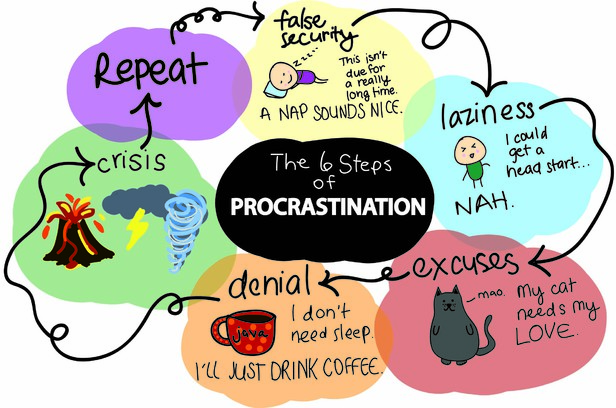 The 6 Steps
of
PROCRASTINATION
false
security
This isn't
due for
a really
long time.
A NAP SOUNDS NICE.
laziness
I could
get a
head start...
NAH.
excuses
mao.
My cat
needs my
LOVE.
denial
java
I don't
need sleep.
I'LL JUST DRINK COFFEE.
crisis
Repeat